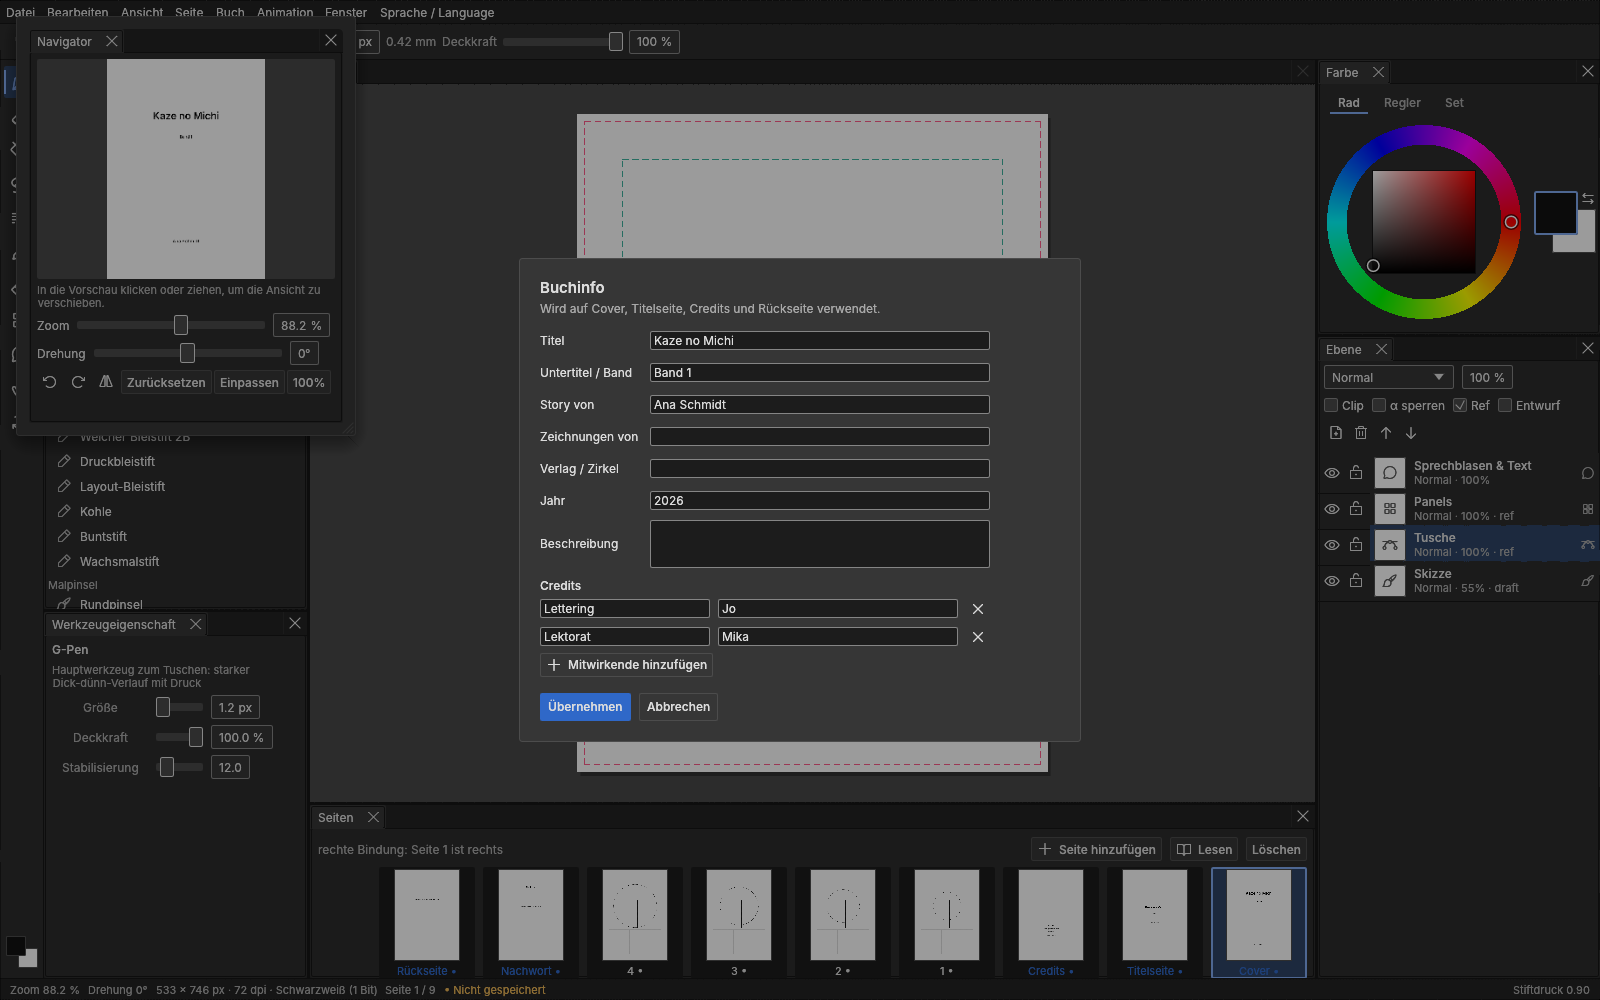 Datei Bearbeiten Ansicht Seite Buch Animation Fenster Sprache / Language
Navigator
px 0.42 mm Deckkraft 100 %
Kaze no Michi
Band 1
In die Vorschau klicken oder ziehen, um die Ansicht zu
verschieben.
Zoom 88.2 %
Drehung 0°
Zurücksetzen Einpassen 100%
Weicher Bleistift 2B
Druckbleistift
Layout-Bleistift
Kohle
Buntstift
Wachsmalstift
Malpinsel
Rundpinsel
Werkzeugeigenschaft
G-Pen
Hauptwerkzeug zum Tuschen: starker
Dick-dünn-Verlauf mit Druck
Größe 1.2 px
Deckkraft 100.0 %
Stabilisierung 12.0
Buchinfo
Wird auf Cover, Titelseite, Credits und Rückseite verwendet.
Titel Kaze no Michi
Untertitel / Band Band 1
Story von Ana Schmidt
Zeichnungen von
Verlag / Zirkel
Jahr 2026
Beschreibung
Credits
Lettering Jo
Lektorat Mika
Mitwirkende hinzufügen
Übernehmen Abbrechen
Farbe
Rad Regler Set
Ebene
Normal 100 %
Clip α sperren Ref Entwurf
Sprechblasen & Text
Normal · 100%
Panels
Normal · 100% · ref
Tusche
Normal · 100% · ref
Skizze
Normal · 55% · draft
Seiten
rechte Bindung: Seite 1 ist rechts
Seite hinzufügen Lesen Löschen
Rückseite • Nachwort • 4 • 3 • 2 • 1 • Credits • Titelseite • Cover •
Zoom 88.2 % Drehung 0° 533 × 746 px · 72 dpi · Schwarzweiß (1 Bit) Seite 1 / 9 • Nicht gespeichert
Stiftdruck 0.90